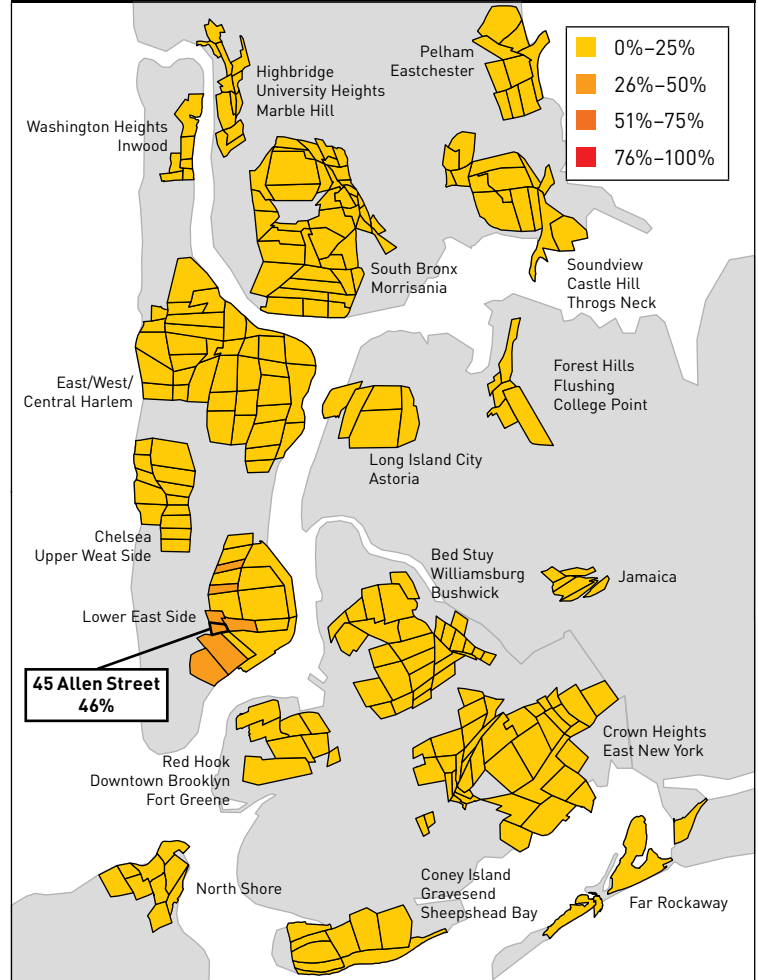 Pelham
Eastchester
0%–25%
26%–50%
51%–75%
76%–100%
Highbridge
University Heights
Marble Hill
Washington Heights
Inwood
South Bronx
Morrisania
Soundview
Castle Hill
Throgs Neck
East/West/
Central Harlem
Forest Hills
Flushing
College Point
Long Island City
Astoria
Chelsea
Upper Weat Side
Bed Stuy
Williamsburg
Bushwick
Jamaica
Lower East Side
45 Allen Street
46%
Crown Heights
East New York
Red Hook
Downtown Brooklyn
Fort Greene
North Shore
Coney Island
Gravesend
Sheepshead Bay
Far Rockaway